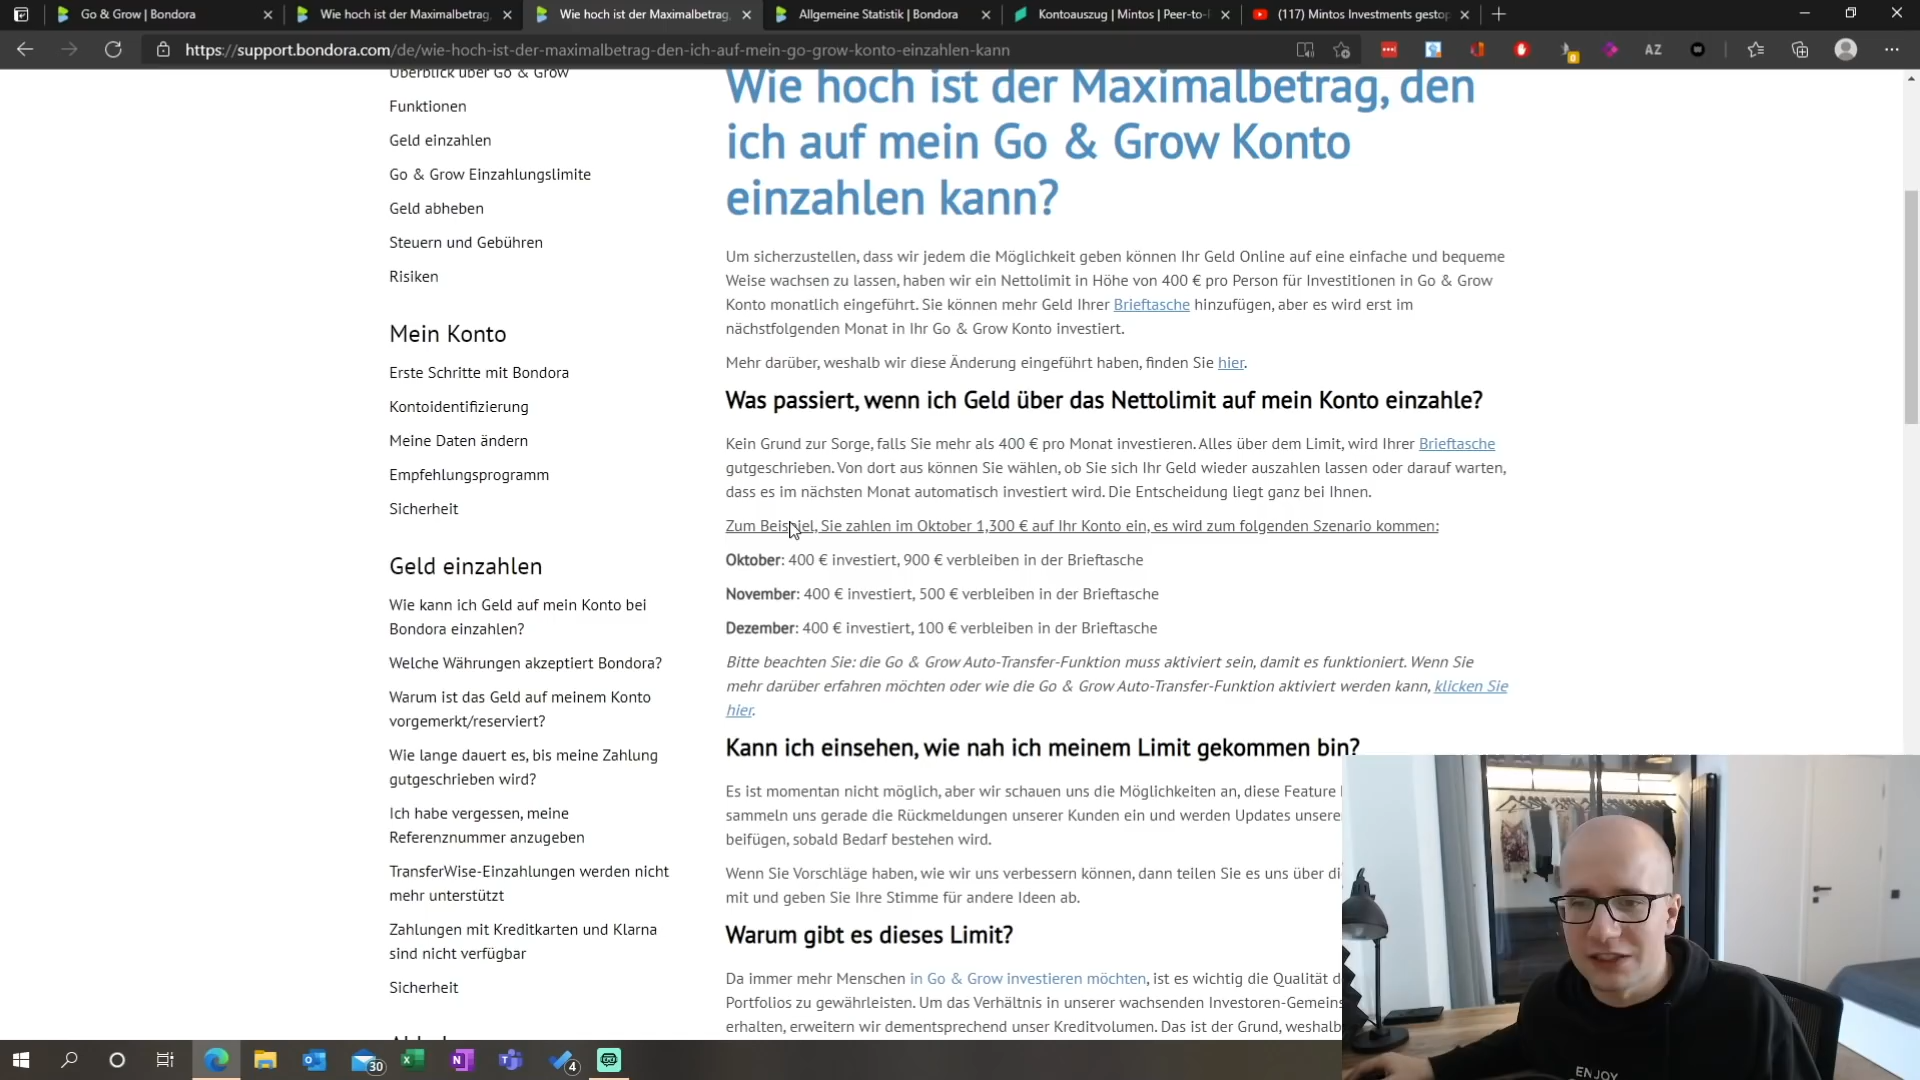 Go & Grow | Bondora
Wie hoch ist der Maximalbetrag,
Wie hoch ist der Maximalbetrag,
Allgemeine Statistik | Bondora
Kontoauszug | Mintos | Peer-to-
(117) Mintos Investments gestop
https://support.bondora.com/de/wie-hoch-ist-der-maximalbetrag-den-ich-auf-mein-go-grow-konto-einzahlen-kann
AZ
0
Überblick über Go & Grow
Funktionen
Geld einzahlen
Go & Grow Einzahlungslimite
Geld abheben
Steuern und Gebühren
Risiken
Mein Konto
Erste Schritte mit Bondora
Kontoidentifizierung
Meine Daten ändern
Empfehlungsprogramm
Sicherheit
Geld einzahlen
Wie kann ich Geld auf mein Konto bei
Bondora einzahlen?
Welche Währungen akzeptiert Bondora?
Warum ist das Geld auf meinem Konto
vorgemerkt/reserviert?
Wie lange dauert es, bis meine Zahlung
gutgeschrieben wird?
Ich habe vergessen, meine
Referenznummer anzugeben
TransferWise-Einzahlungen werden nicht
mehr unterstützt
Zahlungen mit Kreditkarten und Klarna
sind nicht verfügbar
Sicherheit
Wie hoch ist der Maximalbetrag, den
ich auf mein Go & Grow Konto
einzahlen kann?
Um sicherzustellen, dass wir jedem die Möglichkeit geben können Ihr Geld Online auf eine einfache und bequeme
Weise wachsen zu lassen, haben wir ein Nettolimit in Höhe von 400 € pro Person für Investitionen in Go & Grow
Konto monatlich eingeführt. Sie können mehr Geld Ihrer Brieftasche hinzufügen, aber es wird erst im
nächstfolgenden Monat in Ihr Go & Grow Konto investiert.
Mehr darüber, weshalb wir diese Änderung eingeführt haben, finden Sie hier.
Was passiert, wenn ich Geld über das Nettolimit auf mein Konto einzahle?
Kein Grund zur Sorge, falls Sie mehr als 400 € pro Monat investieren. Alles über dem Limit, wird Ihrer Brieftasche
gutgeschrieben. Von dort aus können Sie wählen, ob Sie sich Ihr Geld wieder auszahlen lassen oder darauf warten,
dass es im nächsten Monat automatisch investiert wird. Die Entscheidung liegt ganz bei Ihnen.
Zum Beispiel, Sie zahlen im Oktober 1,300 € auf Ihr Konto ein, es wird zum folgenden Szenario kommen:
Oktober: 400 € investiert, 900 € verbleiben in der Brieftasche
November: 400 € investiert, 500 € verbleiben in der Brieftasche
Dezember: 400 € investiert, 100 € verbleiben in der Brieftasche
Bitte beachten Sie: die Go & Grow Auto-Transfer-Funktion muss aktiviert sein, damit es funktioniert. Wenn Sie
mehr darüber erfahren möchten oder wie die Go & Grow Auto-Transfer-Funktion aktiviert werden kann, klicken Sie
hier.
Kann ich einsehen, wie nah ich meinem Limit gekommen bin?
Es ist momentan nicht möglich, aber wir schauen uns die Möglichkeiten an, diese Feature
sammeln uns gerade die Rückmeldungen unserer Kunden ein und werden Updates unsere
beifügen, sobald Bedarf bestehen wird.
Wenn Sie Vorschläge haben, wie wir uns verbessern können, dann teilen Sie es uns über di
mit und geben Sie Ihre Stimme für andere Ideen ab.
Warum gibt es dieses Limit?
Da immer mehr Menschen in Go & Grow investieren möchten, ist es wichtig die Qualität d
Portfolios zu gewährleisten. Um das Verhältnis in unserer wachsenden Investoren-Gemeins
erhalten, erweitern wir dementsprechend unser Kreditvolumen. Das ist der Grund, weshalb
ENJOY
30
4